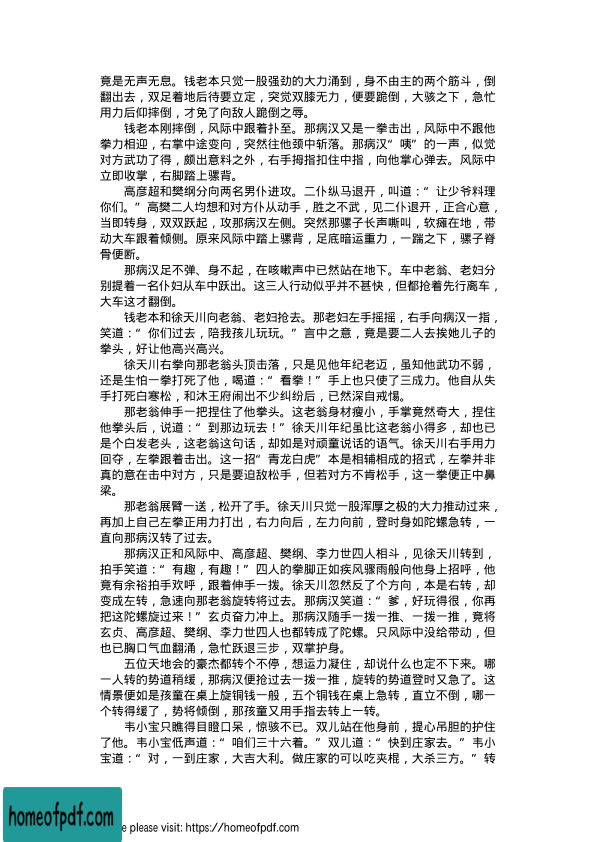 竟是无声无息。钱老本只觉一股强劲的大力涌到，身不由主的两个筋斗，倒
翻出去，双足着地后待要立定，突觉双膝无力，便要跪倒，大骇之下，急忙
用力后仰摔倒，才免了向敌人跪倒之辱。
钱老本刚摔倒，风际中跟着扑至。那病汉又是一拳击出，风际中不跟他
拳力相迎，右掌中途变向，突然往他颈中斩落。那病汉“咦”的一声，似觉
对方武功了得，颇出意料之外，右手拇指扣住中指，向他掌心弹去。风际中
立即收掌，右脚踏上骡背。
高彦超和樊纲分向两名男仆进攻。二仆纵马退开，叫道：“让少爷料理
你们。”高樊二人均想和对方仆从动手，胜之不武，见二仆退开，正合心意，
当即转身，双双跃起，攻那病汉左侧。突然那骡子长声嘶叫，软瘫在地，带
动大车跟着倾侧。原来风际中踏上骡背，足底暗运重力，一踹之下，骡子脊
骨便断。
那病汉足不弹、身不起，在咳嗽声中已然站在地下。车中老翁、老妇分
别提着一名仆妇从车中跃出。这三人行动似乎并不甚快，但都抢着先行离车，
大车这才翻倒。
钱老本和徐天川向老翁、老妇抢去。那老妇左手摇摇，右手向病汉一指，
笑道：“你们过去，陪我孩儿玩玩。”言中之意，竟是要二人去挨她儿子的
拳头，好让他高兴高兴。
徐天川右拳向那老翁头顶击落，只是见他年纪老迈，虽知他武功不弱，
还是生怕一拳打死了他，喝道：“看拳！”手上也只使了三成力。他自从失
手打死白寒松，和沐王府闹出不少纠纷后，已然深自戒惕。
那老翁伸手一把捏住了他拳头。这老翁身材瘦小，手掌竟然奇大，捏住
他拳头后，说道：“到那边玩去！”徐天川年纪虽比这老翁小得多，却也已
是个白发老头，这老翁这句话，却如是对顽童说话的语气。徐天川右手用力
回夺，左拳跟着击出。这一招“青龙白虎”本是相辅相成的招式，左拳并非
真的意在击中对方，只是要迫敌松手，但若对方不肯松手，这一拳便正中鼻
梁。
那老翁展臂一送，松开了手。徐天川只觉一股浑厚之极的大力推动过来，
再加上自己左拳正用力打出，右力向后，左力向前，登时身如陀螺急转，一
直向那病汉转了过去。
那病汉正和风际中、高彦超、樊纲、李力世四人相斗，见徐天川转到，
拍手笑道：“有趣，有趣！”四人的拳脚正如疾风骤雨般向他身上招呼，他
竟有余裕拍手欢呼，跟着伸手一拨。徐天川忽然反了个方向，本是右转，却
变成左转，急速向那老翁旋转将过去。那病汉笑道：“爹，好玩得很，你再
把这陀螺旋过来！”玄贞奋力冲上。那病汉随手一拨一推、一拨一推，竟将
玄贞、高彦超、樊纲、李力世四人也都转成了陀螺。只风际中没给带动，但
也已胸口气血翻涌，急忙跃退三步，双掌护身。
五位天地会的豪杰都转个不停，想运力凝住，却说什么也定不下来。哪
一人转的势道稍缓，那病汉便抢过去一拨一推，旋转的势道登时又急了。这
情景便如是孩童在桌上旋铜钱一般，五个铜钱在桌上急转，直立不倒，哪一
个转得缓了，势将倾倒，那孩童又用手指去转上一转。
韦小宝只瞧得目瞪口呆，惊骇不已。双儿站在他身前，提心吊胆的护住
了他。韦小宝低声道：“咱们三十六着。”双儿道：“快到庄家去。”韦小
宝道：“对，一到庄家，大吉大利。做庄家的可以吃夹棍，大杀三方。”转
homeofpdf.com
e please visit: https://homeofpdf.com